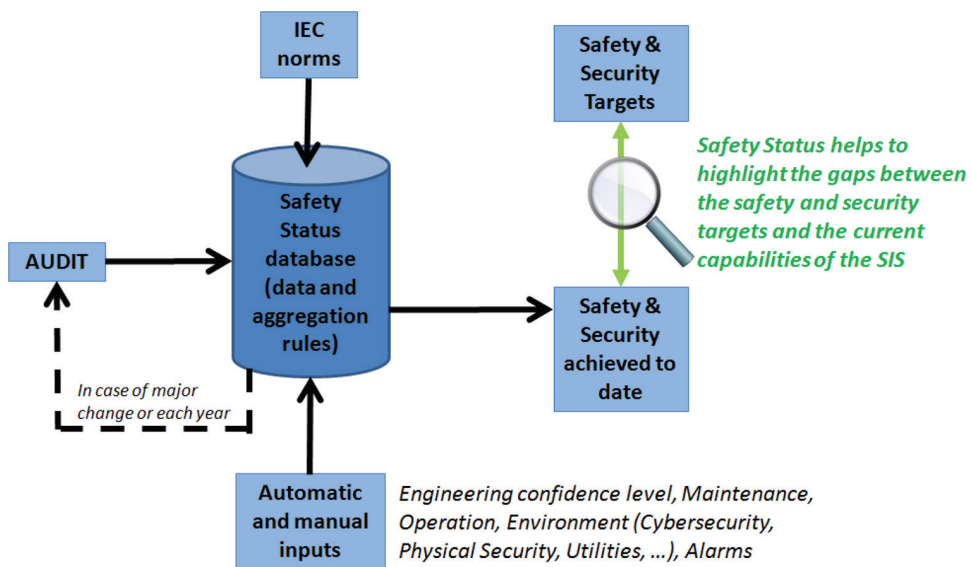 IEC
norms
Safety &
Security
Targets
Safety Status helps to
highlight the gaps between
the safety and security
targets and the current
capabilities of the SIS
Safety
Status
database
(data and
aggregation
rules)
AUDIT
Safety &
Security
achieved to
date
In case of major
change or each year
Automatic
and manual
inputs
Engineering confidence level, Maintenance,
Operation, Environment (Cybersecurity,
Physical Security, Utilities, ...), Alarms